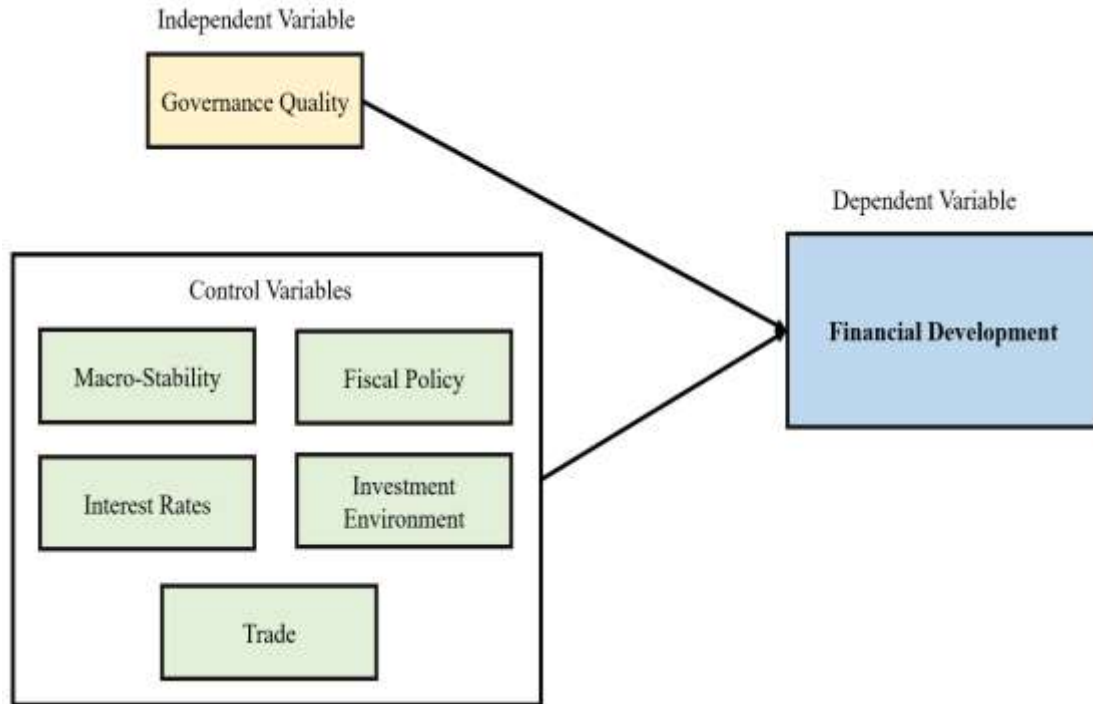 Independent Variable
Governance Quality
Dependent Variable
Financial Development
Control Variables
Macro-Stability
Fiscal Policy
Interest Rates
Investment
Environment
Trade